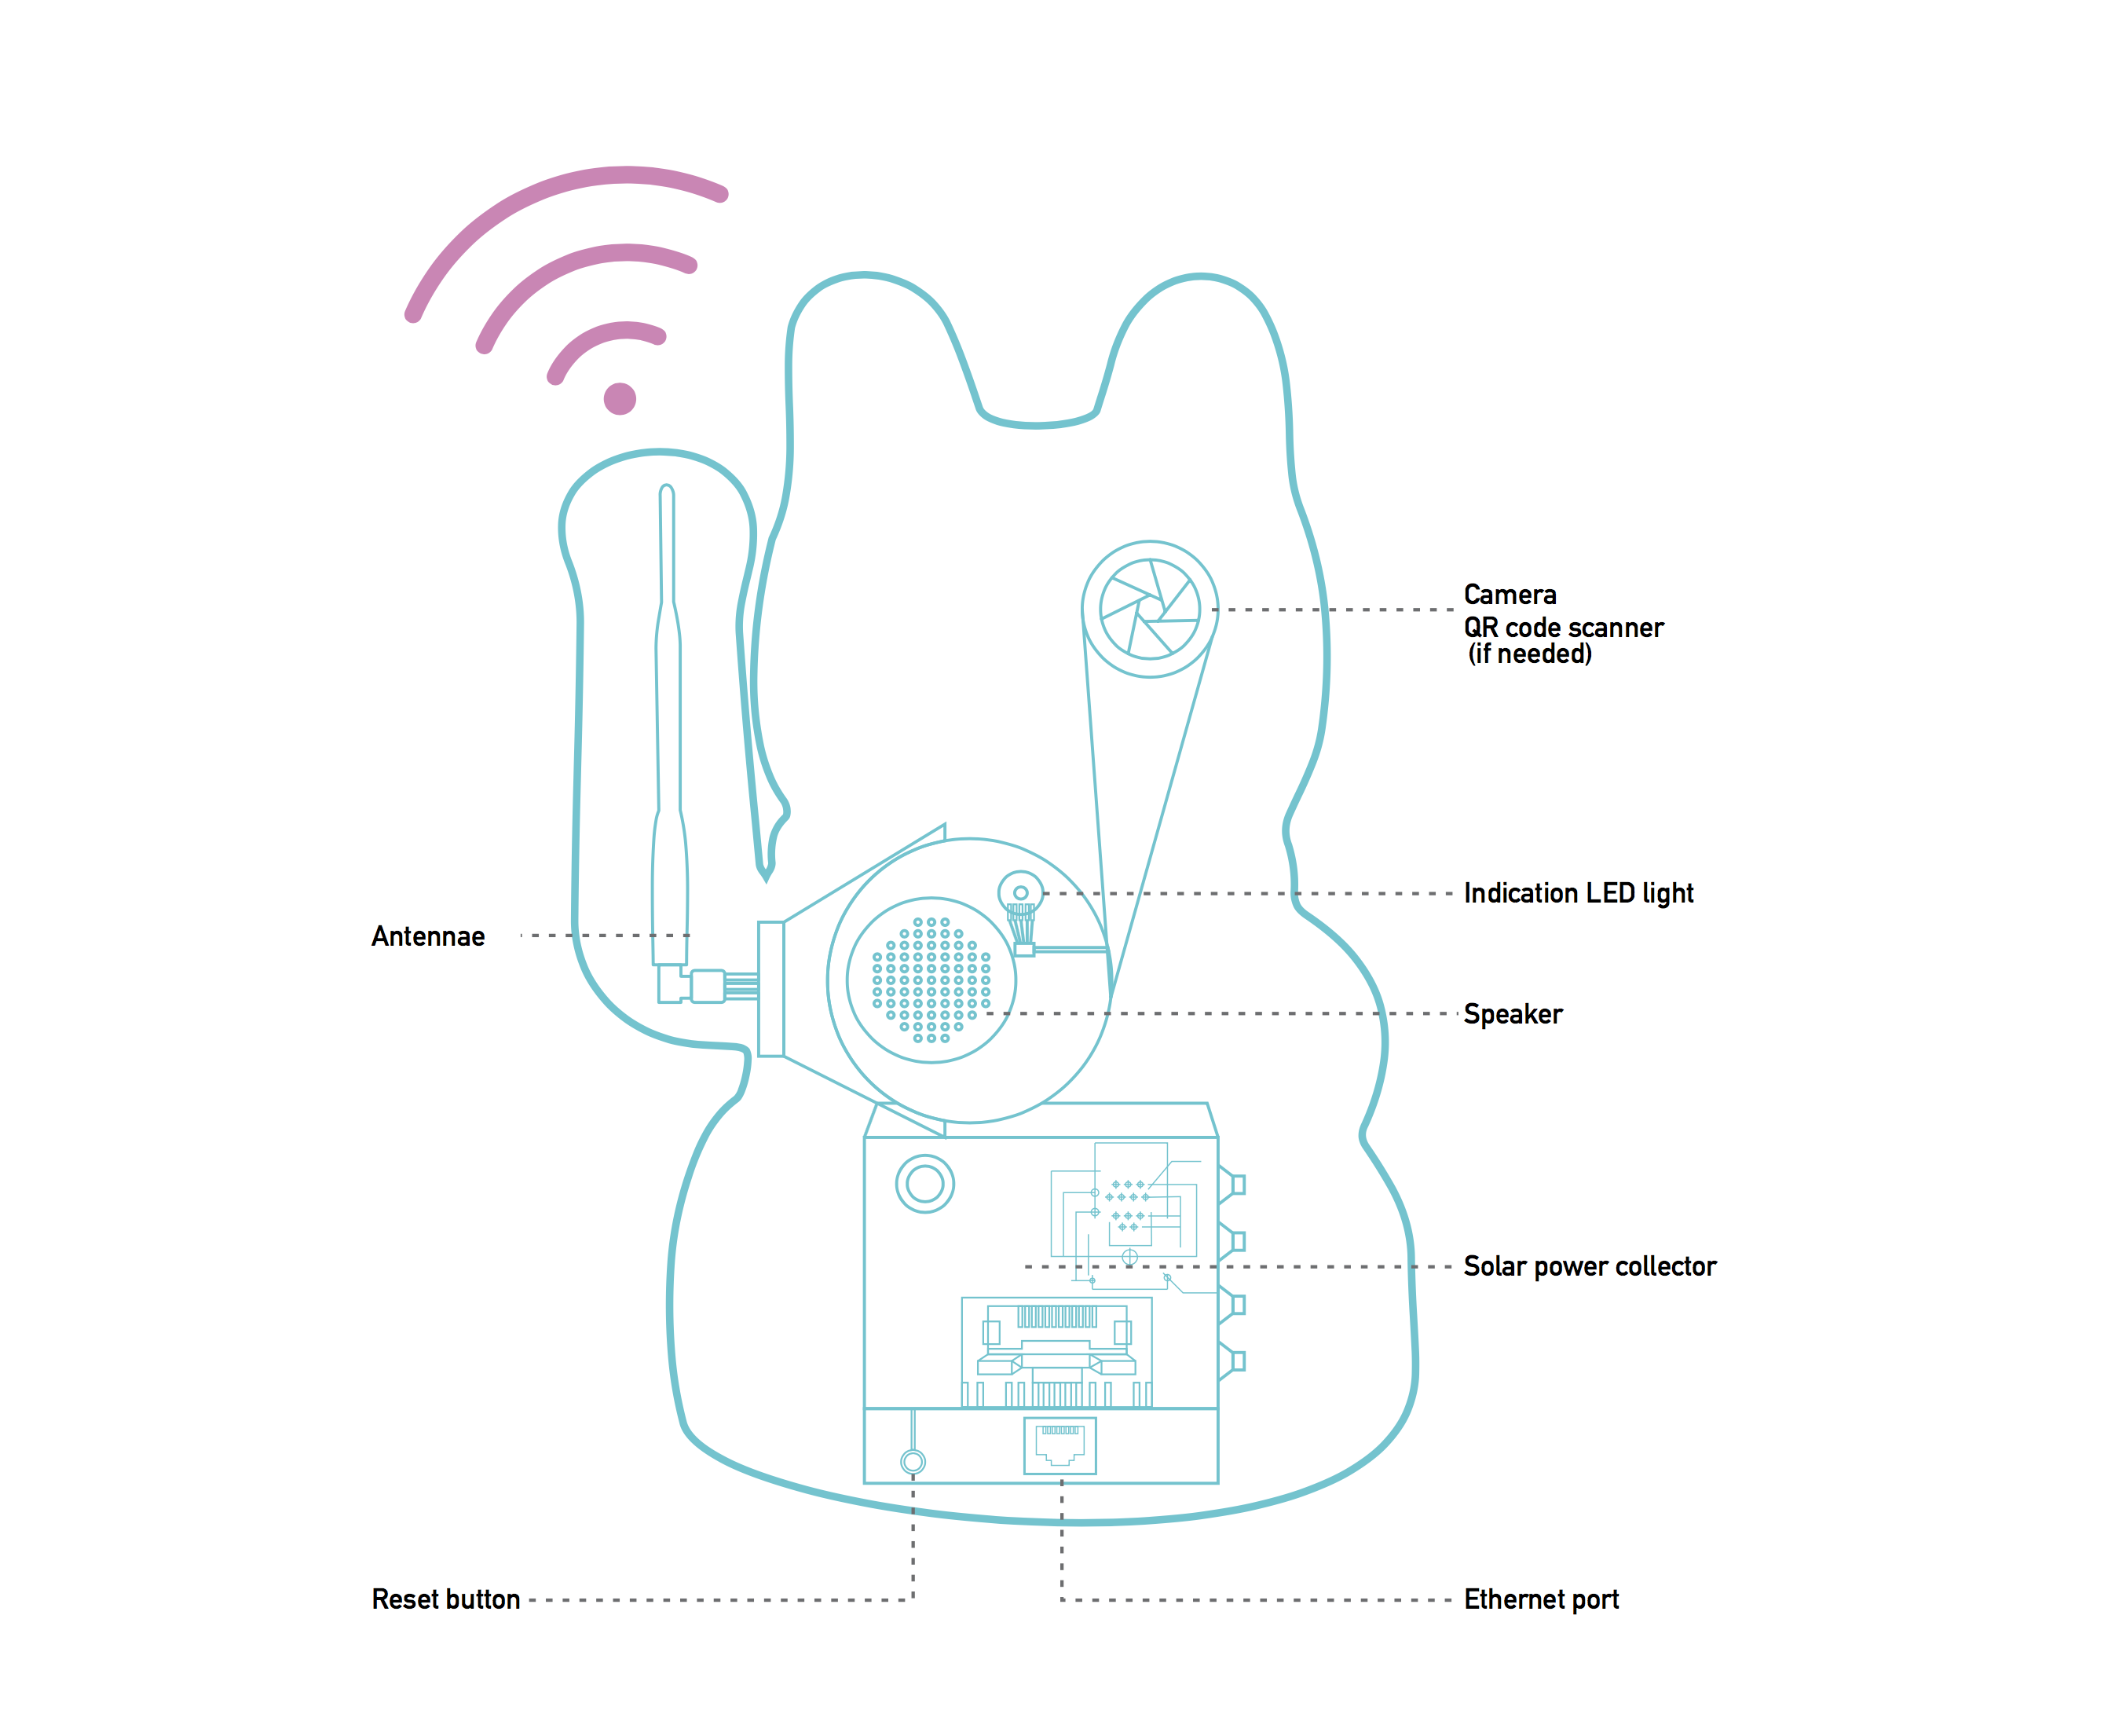 Camera
QR code scanner
(if needed)
Indication LED light
Antennae
Speaker
Solar power collector
Reset button
Ethernet port